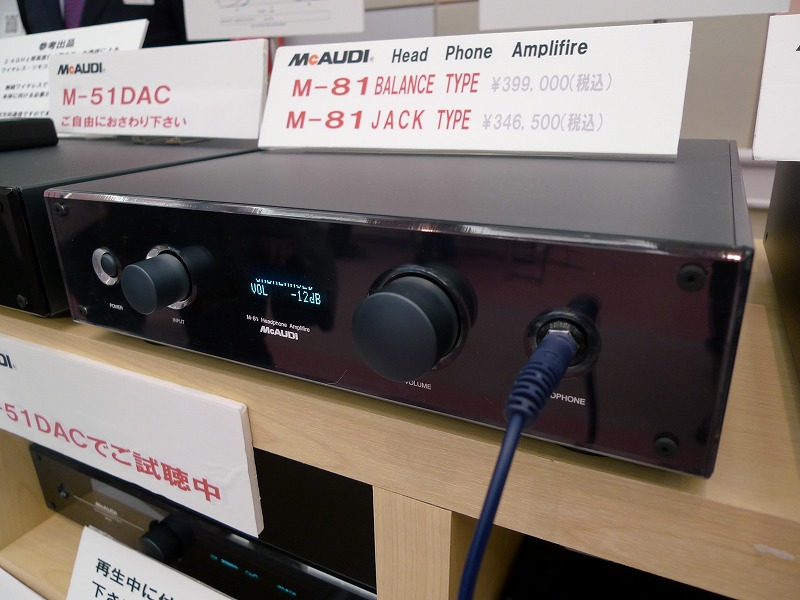 参考出品
McAUDI
M-51DAC
ご自由におさわり下さい
McAUDI Head Phone Amplifire
M-81 BALANCE TYPE ¥399,000(税込)
M-81 JACK TYPE ¥346,500(税込)
VOL -12dB
M-81 Headphone Amplifire
McAUDI
POWER
INPUT
VOLUME
-51DACでご試聴中
McAUDI
再生中に